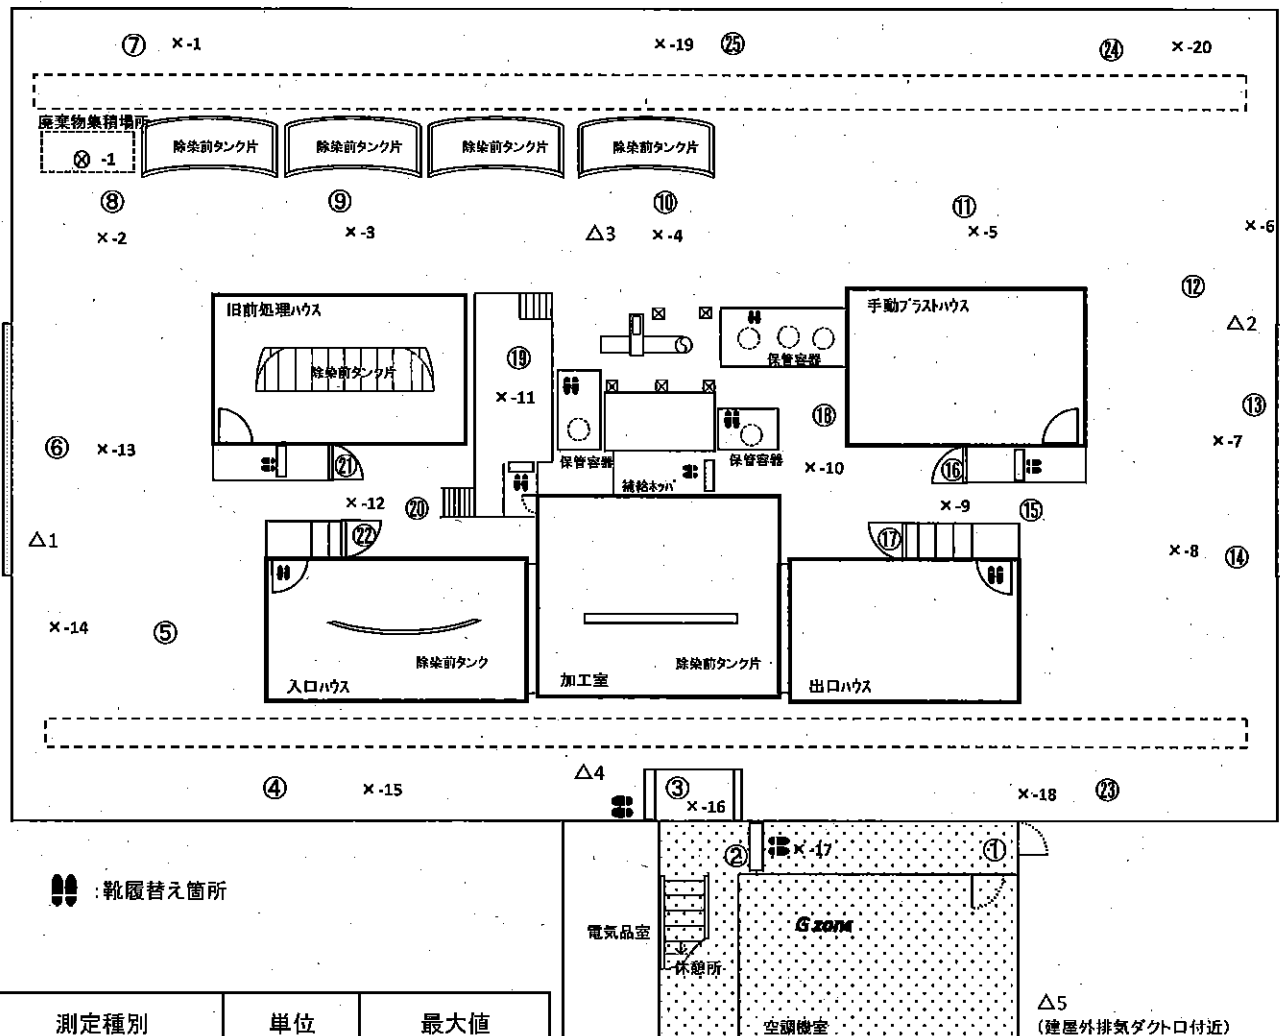 ⑦ ×-1 ×-19 ㉕ ㉔ ×-20
廃棄物集積場所
除染前タンク片 除染前タンク片 除染前タンク片 除染前タンク片
⊗ -1
⑧ ⑨ ⑩ ⑪
×-2 ×-3 △3 ×-4 ×-5 ×-6
⑫
旧前処理ハウス 手動ブラストハウス
△2
⑲ 保管容器
除染前タンク片
×-11 ⑱ ⑬
⑥ ×-13 ×-7
㉑ 保管容器 保管容器 ×-10 ⑯
補給ホッパ
×-12 ⑳ ×-9 ⑮
△1 ㉒ ⑰ ×-8 ⑭
×-14 ⑤
除染前タンク 除染前タンク片
入口ハウス 加工室 出口ハウス
△4
④ ×-15 ③ ×-16 ×-18 ㉓
② ×-17 ①
:靴履替え箇所
電気品室 G zone
休憩所
△5
測定種別 単位 最大値 空調機室 (建屋外排気ダクト口付近)